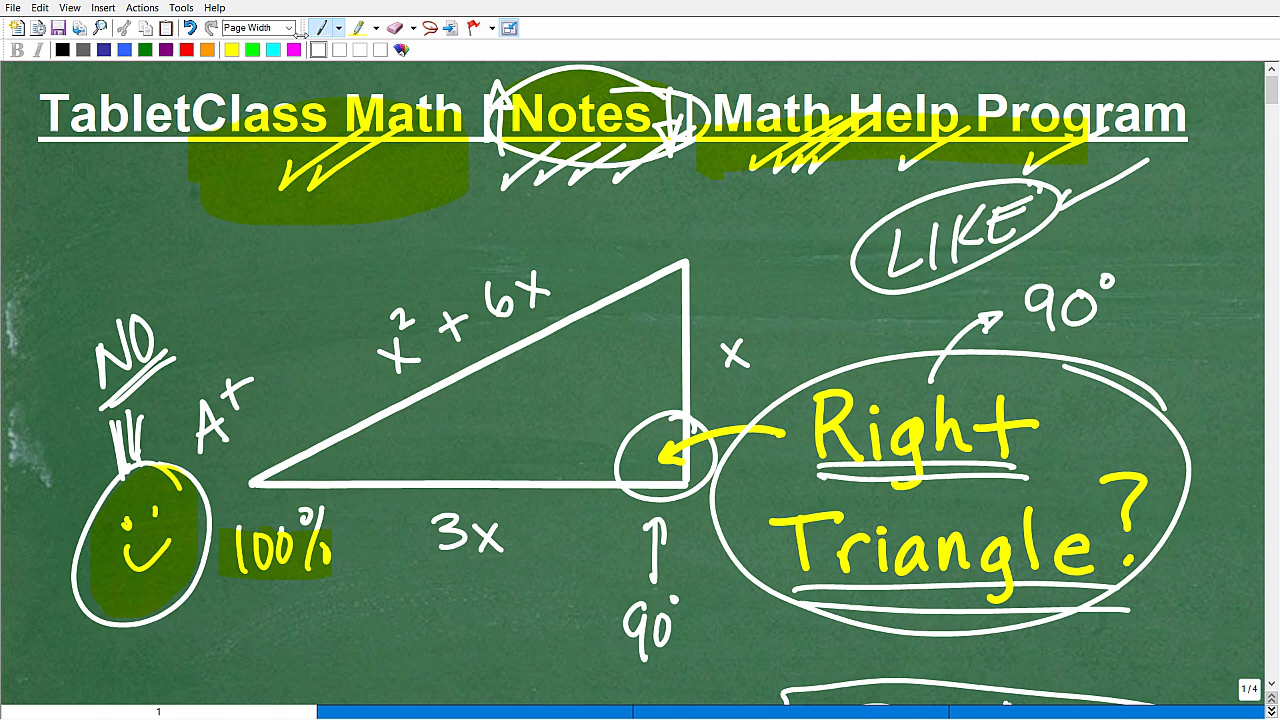 File Edit View Insert Actions Tools Help
Page Width
B I
TabletClass Math | Notes | Math Help Program
LIKE
90°
x² + 6x
NO
x
A+
Right
Triangle?
100%
3x
90°
1/4
1